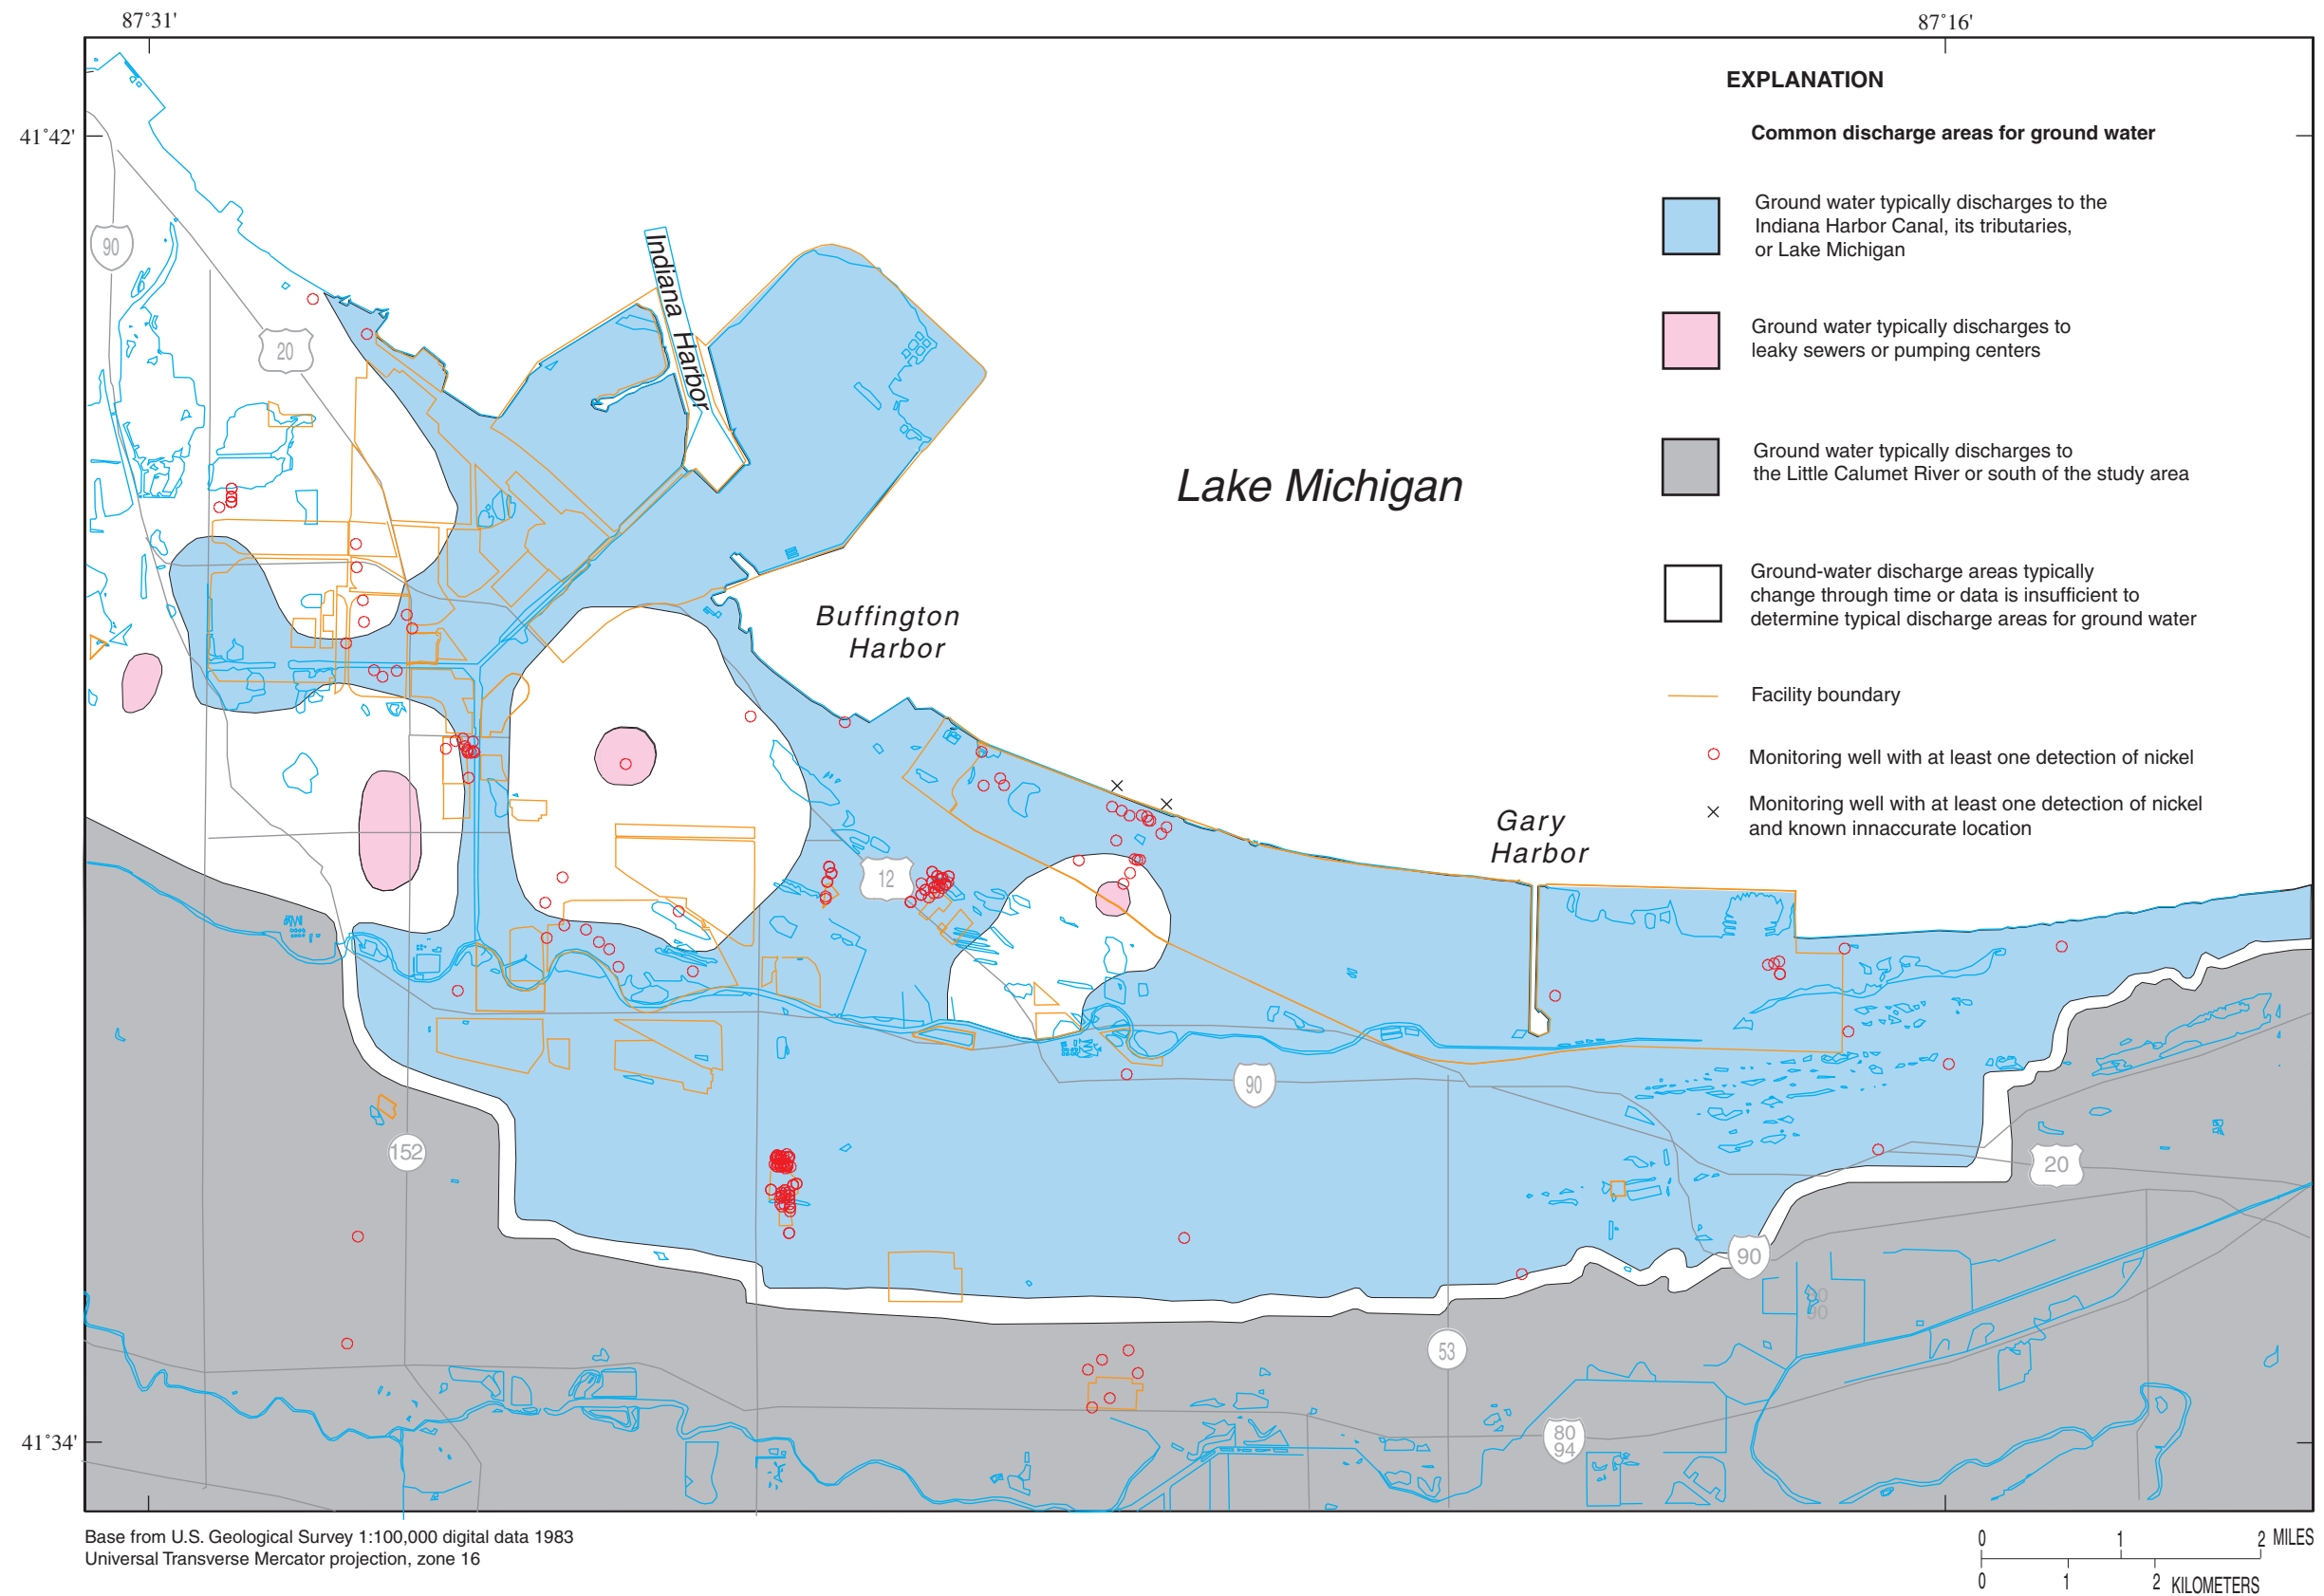 87°31'
87°16'
41°42'
90
20
Indiana Harbor
Lake Michigan
Buffington
Harbor
12
Gary
Harbor
90
152
20
90
53
90
90
80
94
41°34'
EXPLANATION
Common discharge areas for ground water
Ground water typically discharges to the
Indiana Harbor Canal, its tributaries,
or Lake Michigan
Ground water typically discharges to
leaky sewers or pumping centers
Ground water typically discharges to
the Little Calumet River or south of the study area
Ground-water discharge areas typically
change through time or data is insufficient to
determine typical discharge areas for ground water
Facility boundary
Monitoring well with at least one detection of nickel
Monitoring well with at least one detection of nickel
and known innaccurate location
Base from U.S. Geological Survey 1:100,000 digital data 1983
Universal Transverse Mercator projection, zone 16
0 1 2 MILES
0 1 2 KILOMETERS